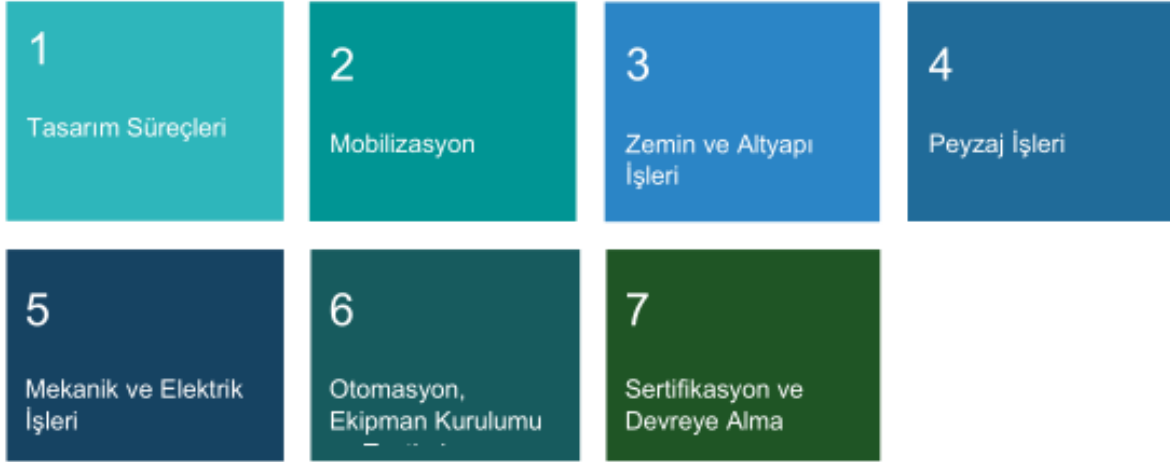 1
Tasarım Süreçleri
2
Mobilizasyon
3
Zemin ve Altyapı
İşleri
4
Peyzaj İşleri
5
Mekanik ve Elektrik
İşleri
6
Otomasyon,
Ekipman Kurulumu
7
Sertifikasyon ve
Devreye Alma